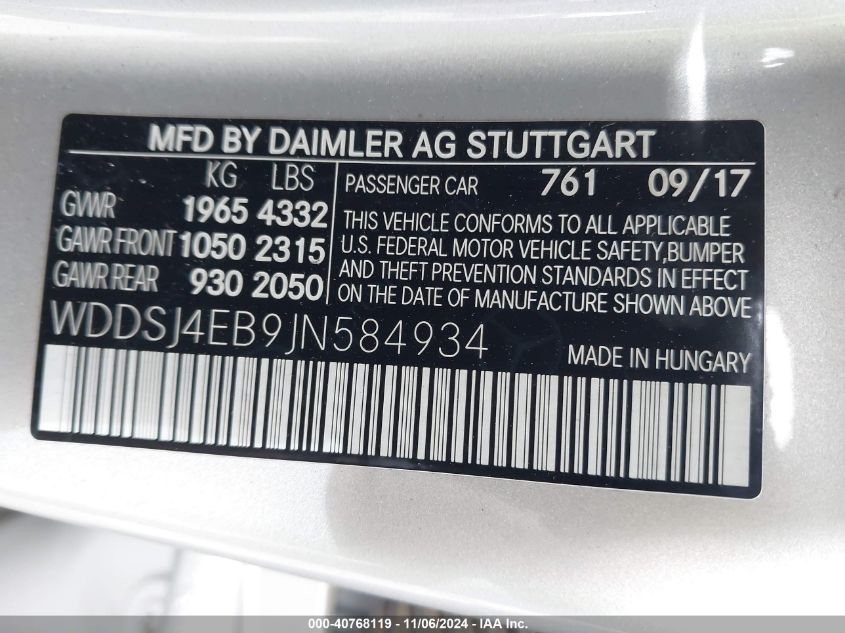 MFD BY DAIMLER AG STUTTGART
KG LBS
GVWR 1965 4332
GAWR FRONT 1050 2315
GAWR REAR 930 2050
PASSENGER CAR 761 09/17
THIS VEHICLE CONFORMS TO ALL APPLICABLE
U.S. FEDERAL MOTOR VEHICLE SAFETY,BUMPER
AND THEFT PREVENTION STANDARDS IN EFFECT
ON THE DATE OF MANUFACTURE SHOWN ABOVE
WDDSJ4EB9JN584934
MADE IN HUNGARY
000-40768119 - 11/06/2024 - IAA Inc.